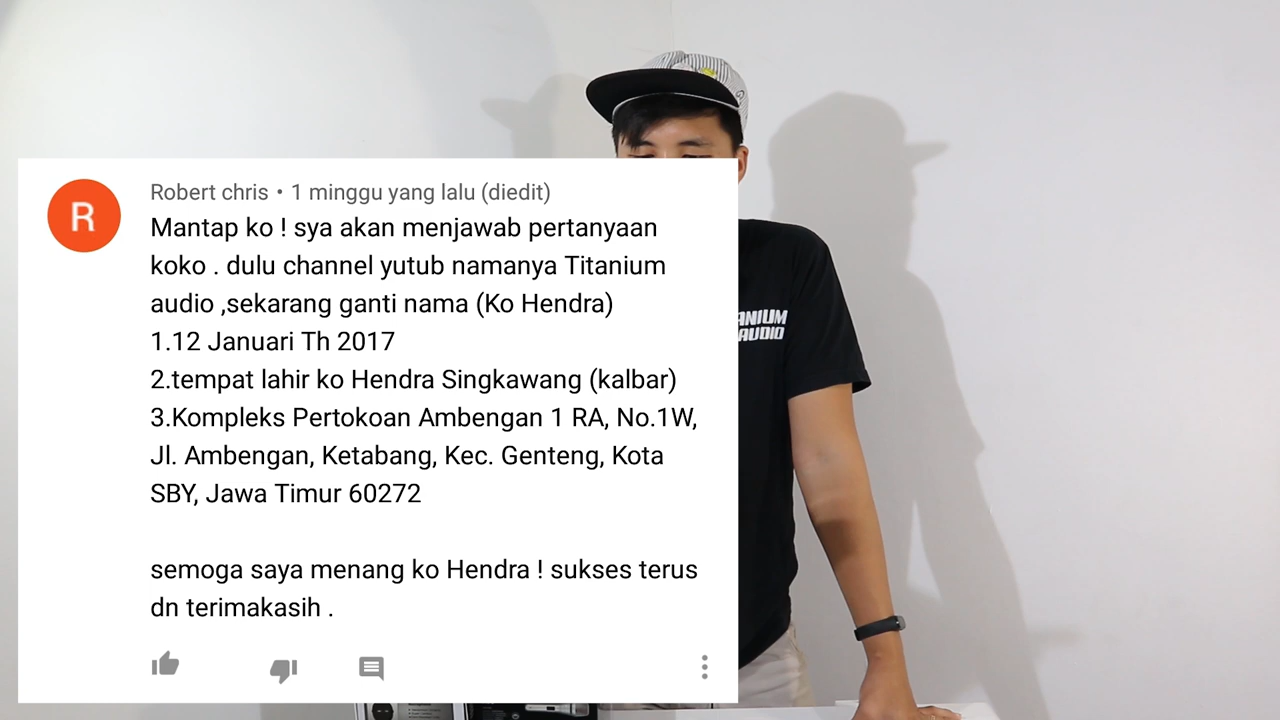 R
Robert chris • 1 minggu yang lalu (diedit)
Mantap ko ! sya akan menjawab pertanyaan
koko . dulu channel yutub namanya Titanium
audio ,sekarang ganti nama (Ko Hendra)
1.12 Januari Th 2017
2.tempat lahir ko Hendra Singkawang (kalbar)
3.Kompleks Pertokoan Ambengan 1 RA, No.1W,
Jl. Ambengan, Ketabang, Kec. Genteng, Kota
SBY, Jawa Timur 60272
semoga saya menang ko Hendra ! sukses terus
dn terimakasih .
ANIUM
AUDIO